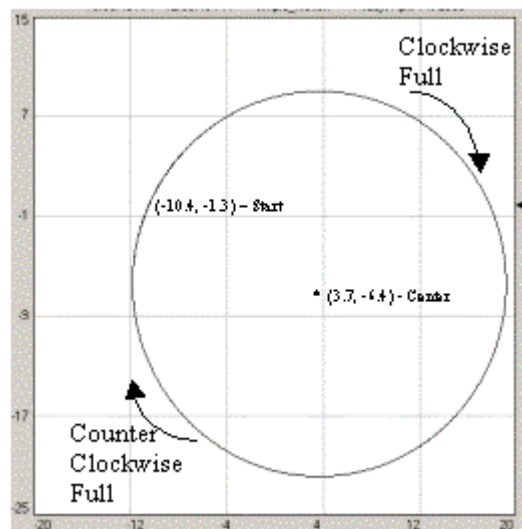 15
Clockwise
Full
7
(-10.4, -1.3) – Start
-1
(3.7, -6.4) - Center
-9
-17
Counter
Clockwise
Full
-25
-20 -12 -4 4 12 20